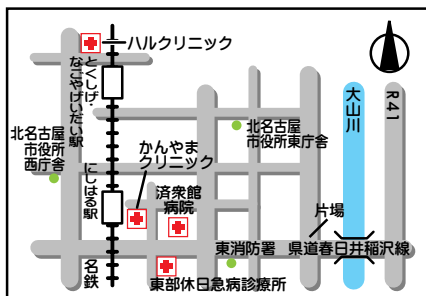 ハルクリニック
とくしげ・
なごやげいだい駅
大山川
R41
北名古屋
市役所
西庁舎
北名古屋
市役所東庁舎
かんやま
クリニック
にしはる駅
済衆館
病院
片場
東消防署
県道春日井稲沢線
名鉄
東部休日急病診療所